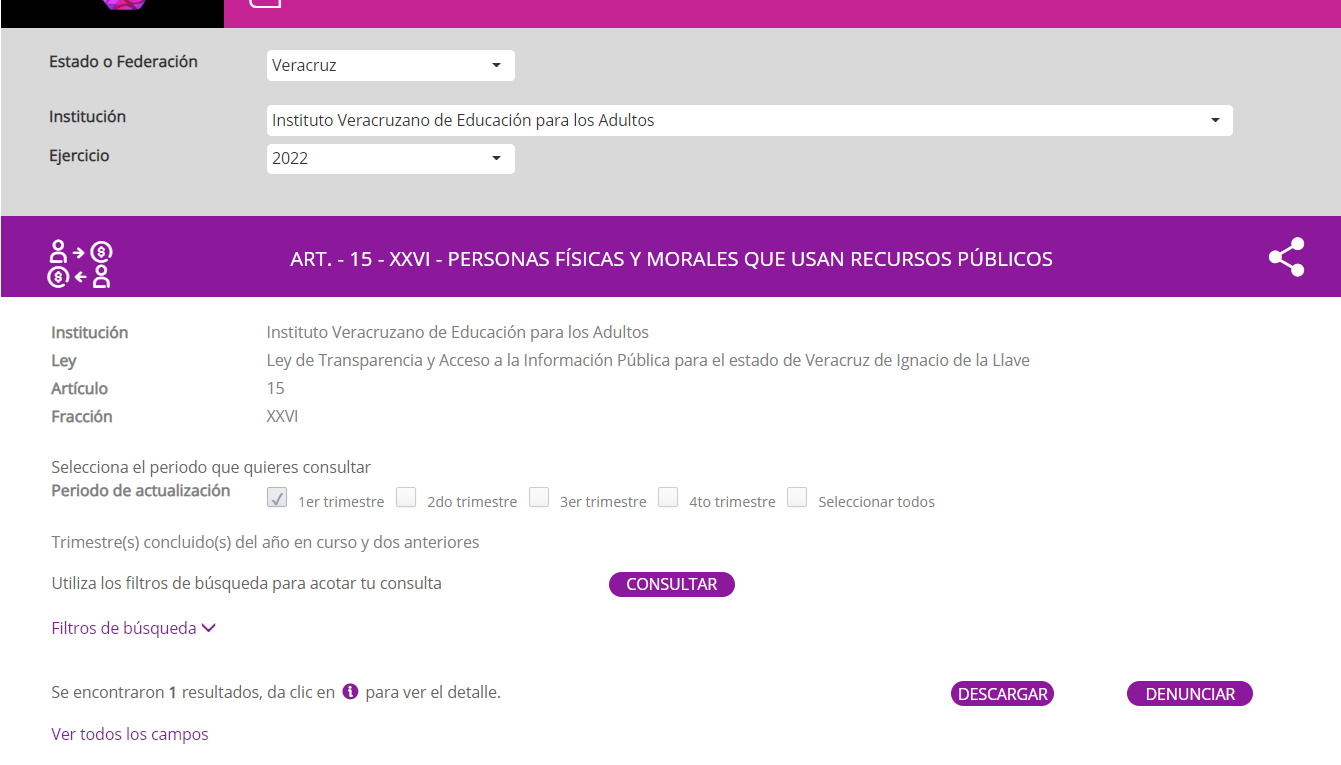 Estado o Federación
Veracruz
Institución
Instituto Veracruzano de Educación para los Adultos
Ejercicio
2022
ART. - 15 - XXVI - PERSONAS FÍSICAS Y MORALES QUE USAN RECURSOS PÚBLICOS
Institución Instituto Veracruzano de Educación para los Adultos
Ley Ley de Transparencia y Acceso a la Información Pública para el estado de Veracruz de Ignacio de la Llave
Artículo 15
Fracción XXVI
Selecciona el periodo que quieres consultar
Periodo de actualización 1er trimestre 2do trimestre 3er trimestre 4to trimestre Seleccionar todos
Trimestre(s) concluido(s) del año en curso y dos anteriores
Utiliza los filtros de búsqueda para acotar tu consulta CONSULTAR
Filtros de búsqueda
Se encontraron 1 resultados, da clic en i para ver el detalle. DESCARGAR DENUNCIAR
Ver todos los campos